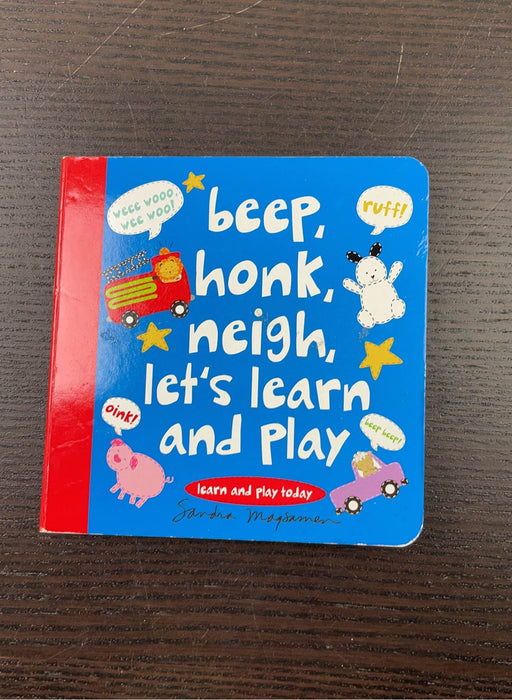 weee wooo,
wee woo!
ruff!
beep,
honk,
neigh,
let's learn
and play
oink!
beep beep!
learn and play today
Sandra Magsamen